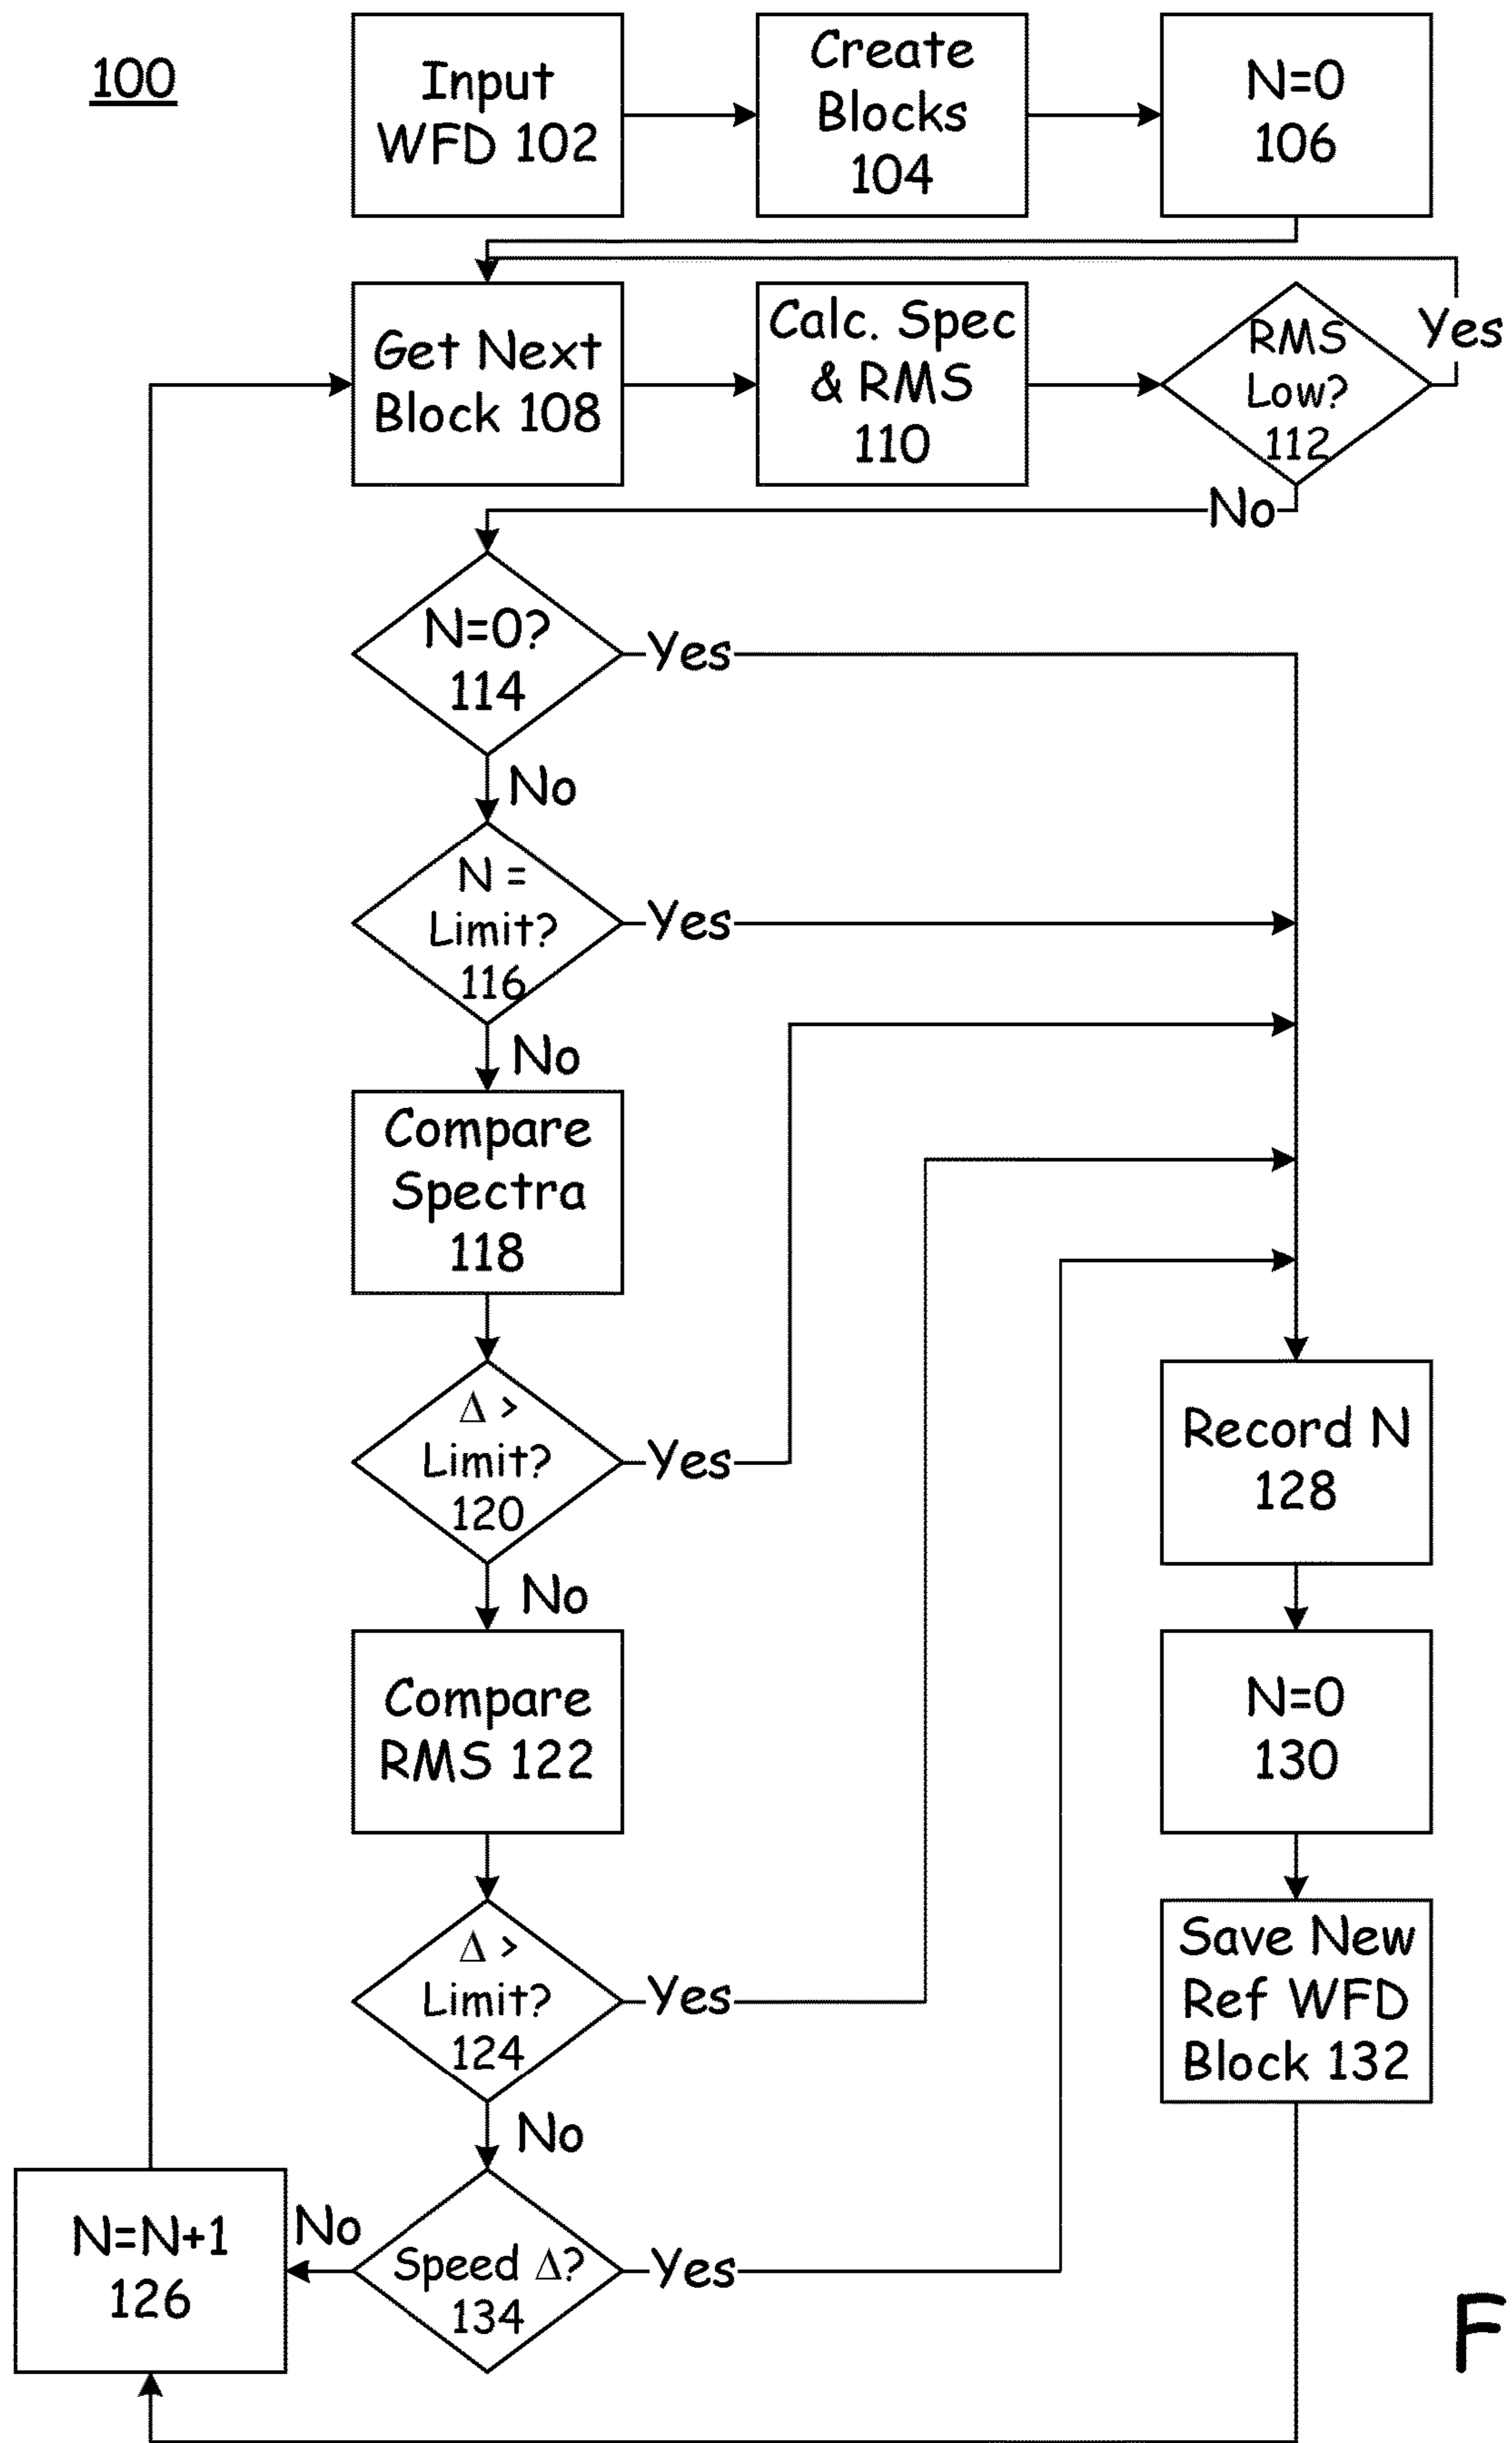 100
Input
WFD 102
Create
Blocks
104
N=0
106
Get Next
Block 108
Calc. Spec
& RMS
110
RMS
Low?
112
Yes
No
N=0?
114
Yes
No
N =
Limit?
116
Yes
No
Compare
Spectra
118
Δ >
Limit?
120
Yes
No
Compare
RMS 122
Δ >
Limit?
124
Yes
No
Speed Δ?
134
Yes
No
N=N+1
126
Record N
128
N=0
130
Save New
Ref WFD
Block 132
F